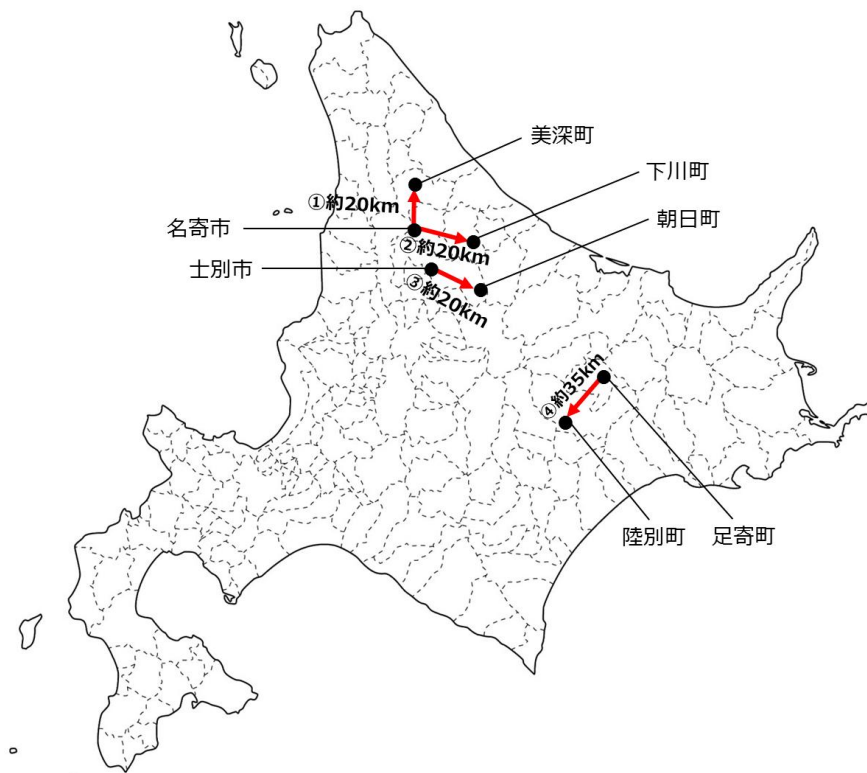 美深町
下川町
①約20km
朝日町
名寄市
②約20km
士別市
③約20km
④約35km
陸別町
足寄町